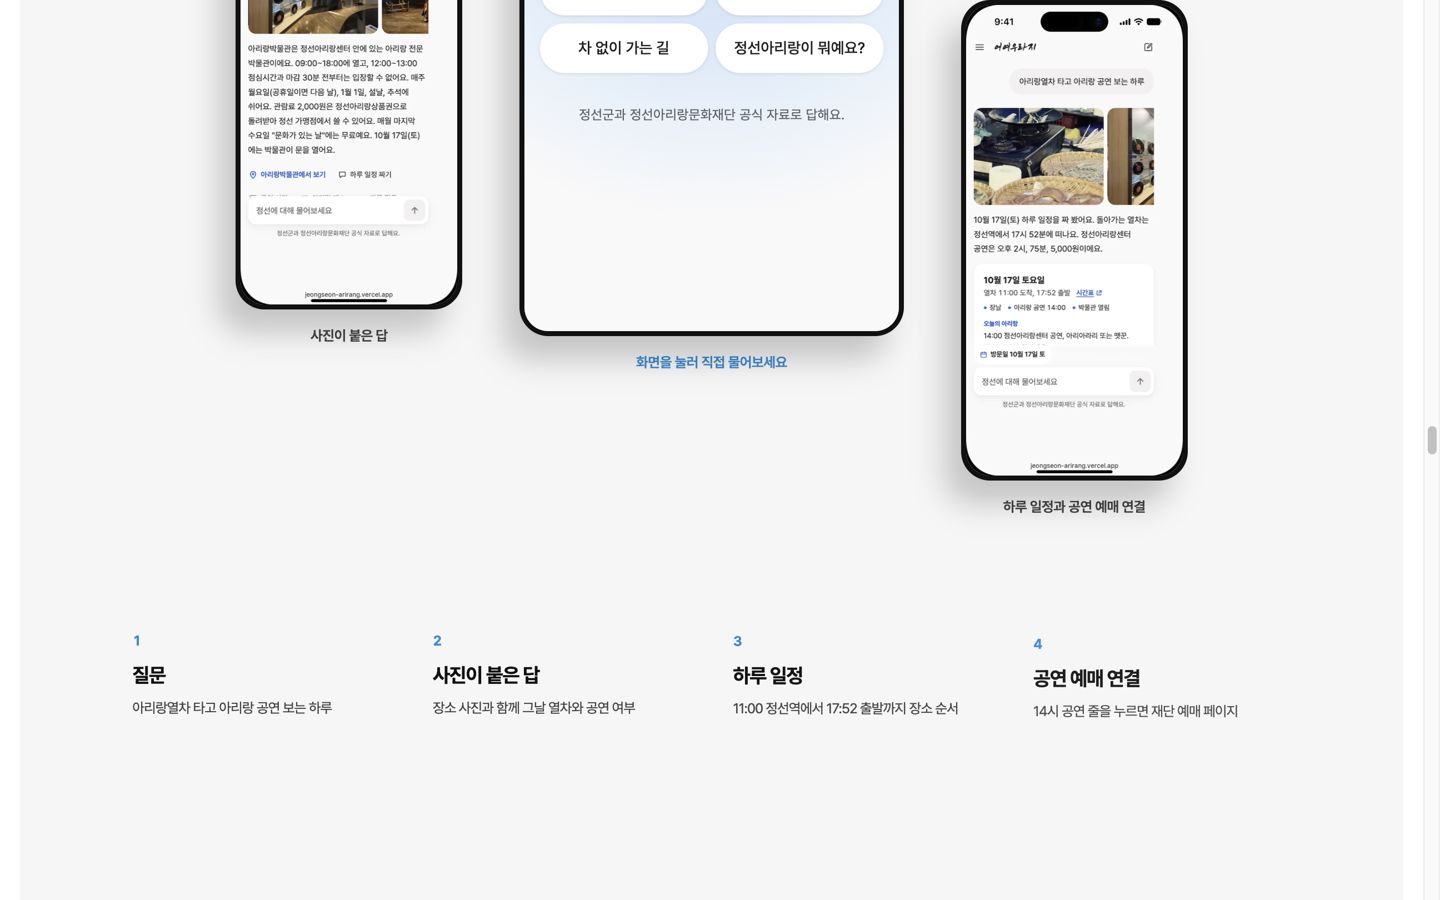 아리랑박물관은 정선아리랑센터 안에 있는 아리랑 전문
박물관이에요. 09:00~18:00에 열고, 12:00~13:00
점심시간과 마감 30분 전부터는 입장할 수 없어요. 매주
월요일(공휴일이면 다음 날), 1월 1일, 설날, 추석에
쉬어요. 관람료 2,000원은 정선아리랑상품권으로
돌려받아 정선 가맹점에서 쓸 수 있어요. 매월 마지막
수요일 "문화가 있는 날"에는 무료예요. 10월 17일(토)
에는 박물관이 문을 열어요.
아리랑박물관에서 보기
하루 일정 짜기
정선에 대해 물어보세요
정선군과 정선아리랑문화재단 공식 자료로 답해요.
jeongseon-arirang.vercel.app
사진이 붙은 답
차 없이 가는 길
정선아리랑이 뭐예요?
정선군과 정선아리랑문화재단 공식 자료로 답해요.
화면을 눌러 직접 물어보세요
9:41
아리랑열차 타고 아리랑 공연 보는 하루
10월 17일(토) 하루 일정을 짜 봤어요. 돌아가는 열차는
정선역에서 17시 52분에 떠나요. 정선아리랑센터
공연은 오후 2시, 75분, 5,000원이에요.
10월 17일 토요일
열차 11:00 도착, 17:52 출발 시간표
장날 아리랑 공연 14:00 박물관 열림
오늘의 아리랑
14:00 정선아리랑센터 공연, 아리아라리 또는 뗏꾼.
방문일 10월 17일 토
정선에 대해 물어보세요
정선군과 정선아리랑문화재단 공식 자료로 답해요.
jeongseon-arirang.vercel.app
하루 일정과 공연 예매 연결
1
질문
아리랑열차 타고 아리랑 공연 보는 하루
2
사진이 붙은 답
장소 사진과 함께 그날 열차와 공연 여부
3
하루 일정
11:00 정선역에서 17:52 출발까지 장소 순서
4
공연 예매 연결
14시 공연 줄을 누르면 재단 예매 페이지